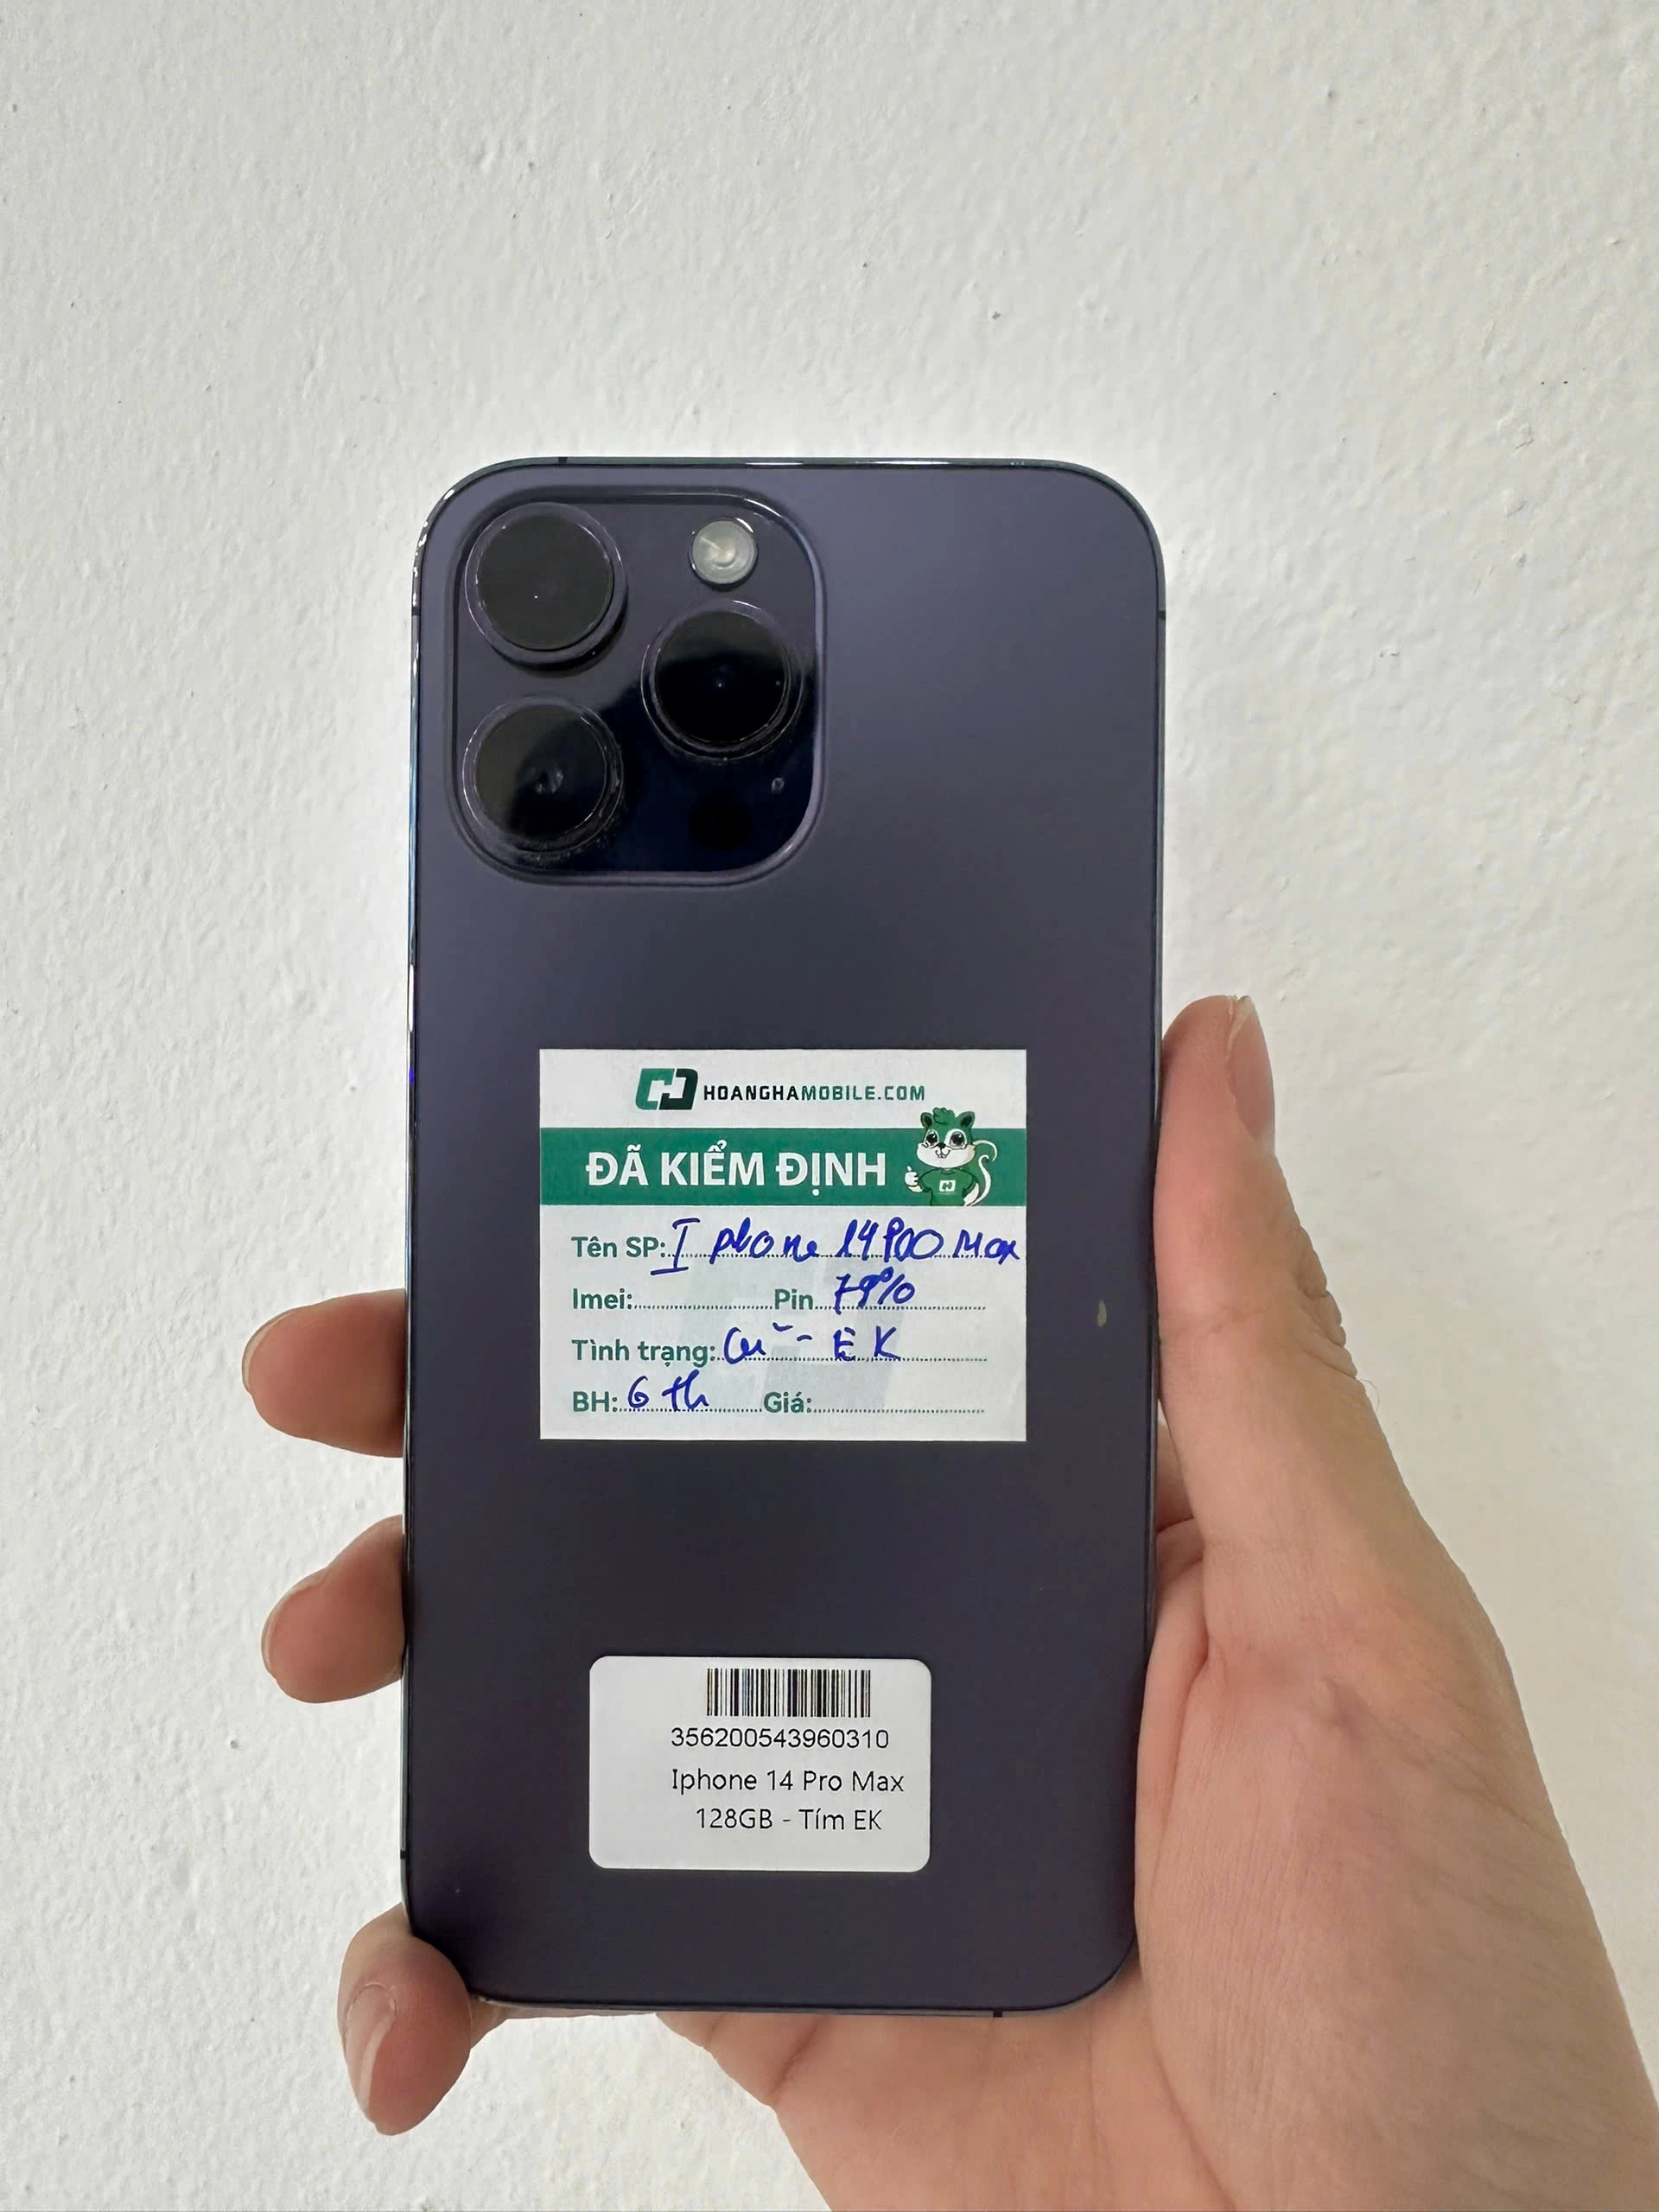 HOANGHAMOBILE.COM
ĐÃ KIỂM ĐỊNH
Tên SP: Iphone 14 PRO Max
Imei: Pin 79%
Tình trạng: Cũ - EK
BH: 6 th Giá:
356200543960310
Iphone 14 Pro Max
128GB - Tím EK